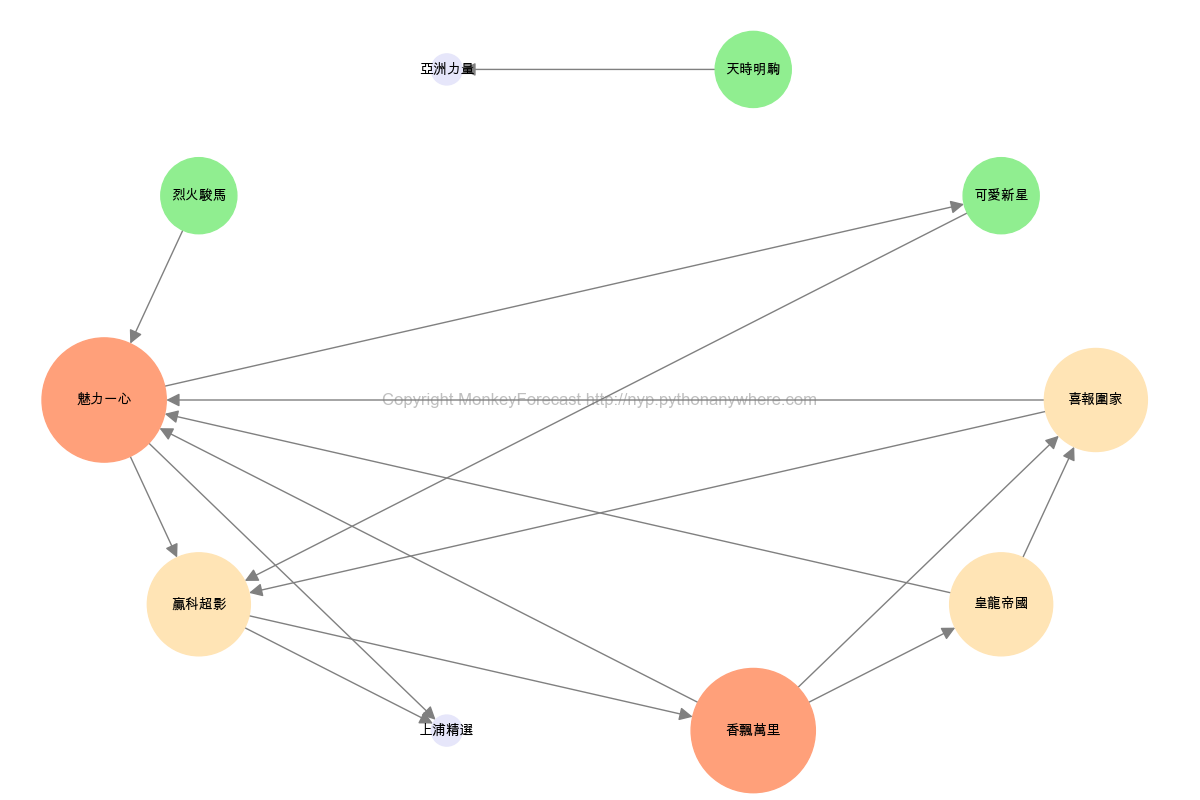 亞洲力量
天時明駒
烈火駿馬
可愛新星
魅力一心
Copyright MonkeyForecast http://nyp.pythonanywhere.com
喜報圍家
贏科超影
皇龍帝國
上浦精選
香飄萬里